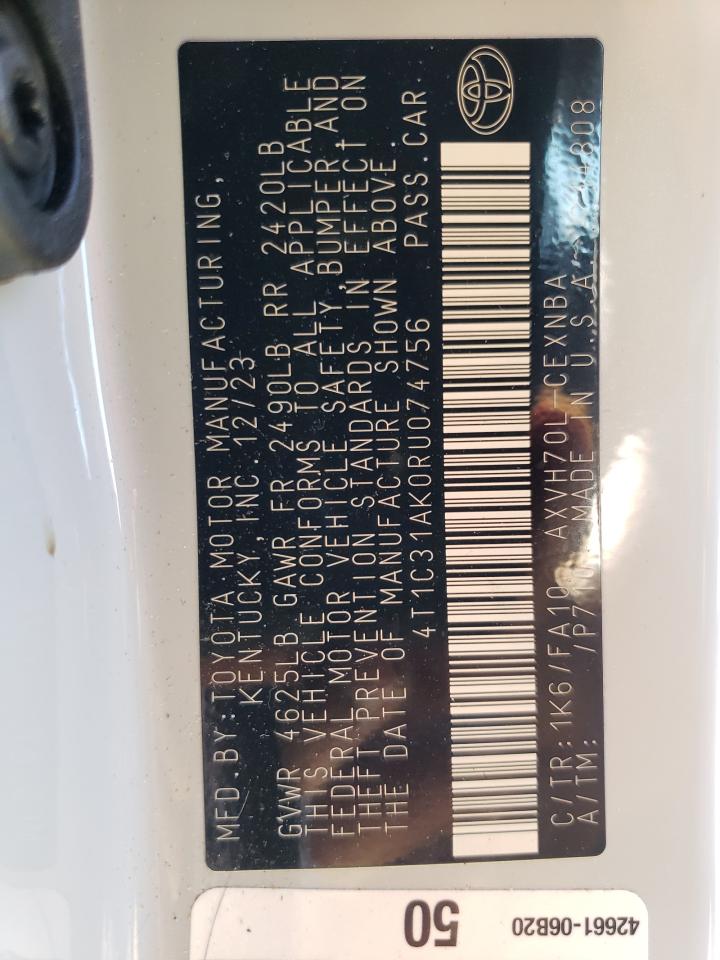 MFD.BY:TOYOTA MOTOR MANUFACTURING,
KENTUCKY,INC. 12/23
GVWR 4625LB GAWR FR 2490LB RR 2420LB
THIS VEHICLE CONFORMS TO ALL APPLICABLE
FEDERAL MOTOR VEHICLE SAFETY, BUMPER, AND
THEFT PREVENTION STANDARDS IN EFFECT ON
THE DATE OF MANUFACTURE SHOWN ABOVE.
4T1C31AK0RU074756 PASS.CAR
C/TR:1K6/FA10 AXVH70L-CEXNBA
A/TM: /P710 MADE IN U.S.A.
50
42661-06B20